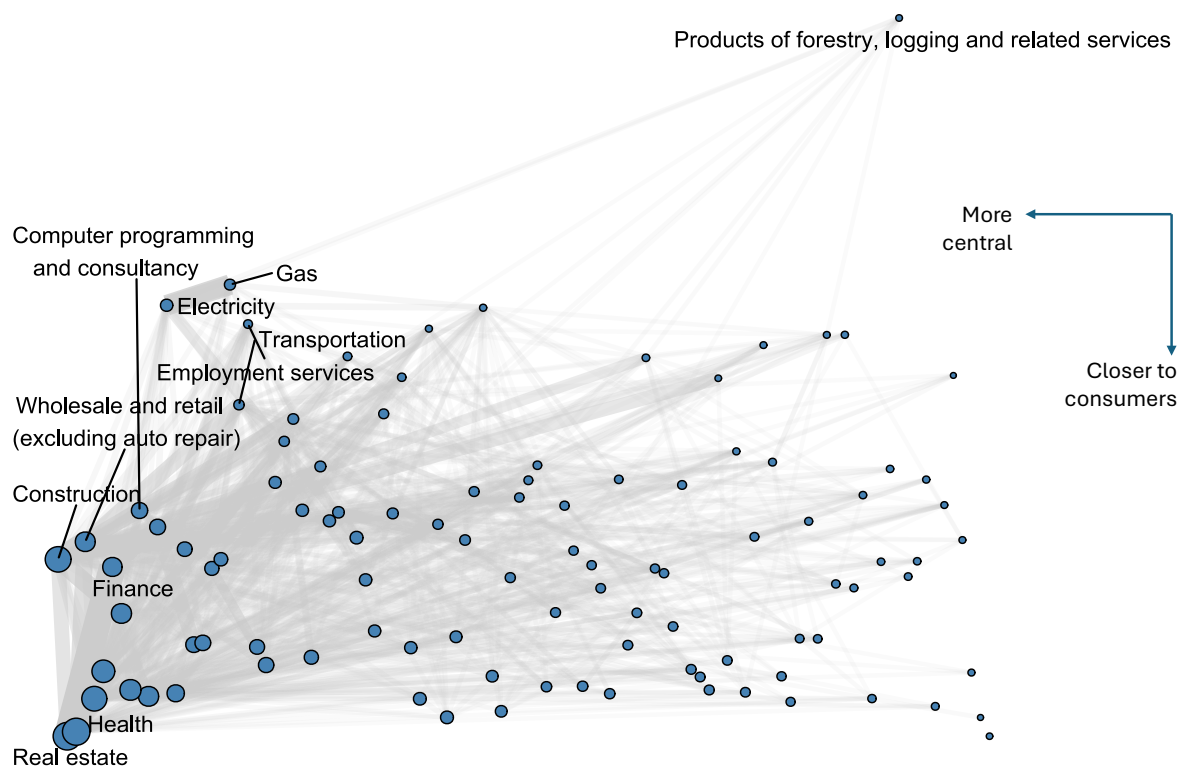 Products of forestry, logging and related services
More
central
Computer programming
and consultancy
Gas
Electricity
Transportation
Closer to
consumers
Employment services
Wholesale and retail
(excluding auto repair)
Construction
Finance
Health
Real estate